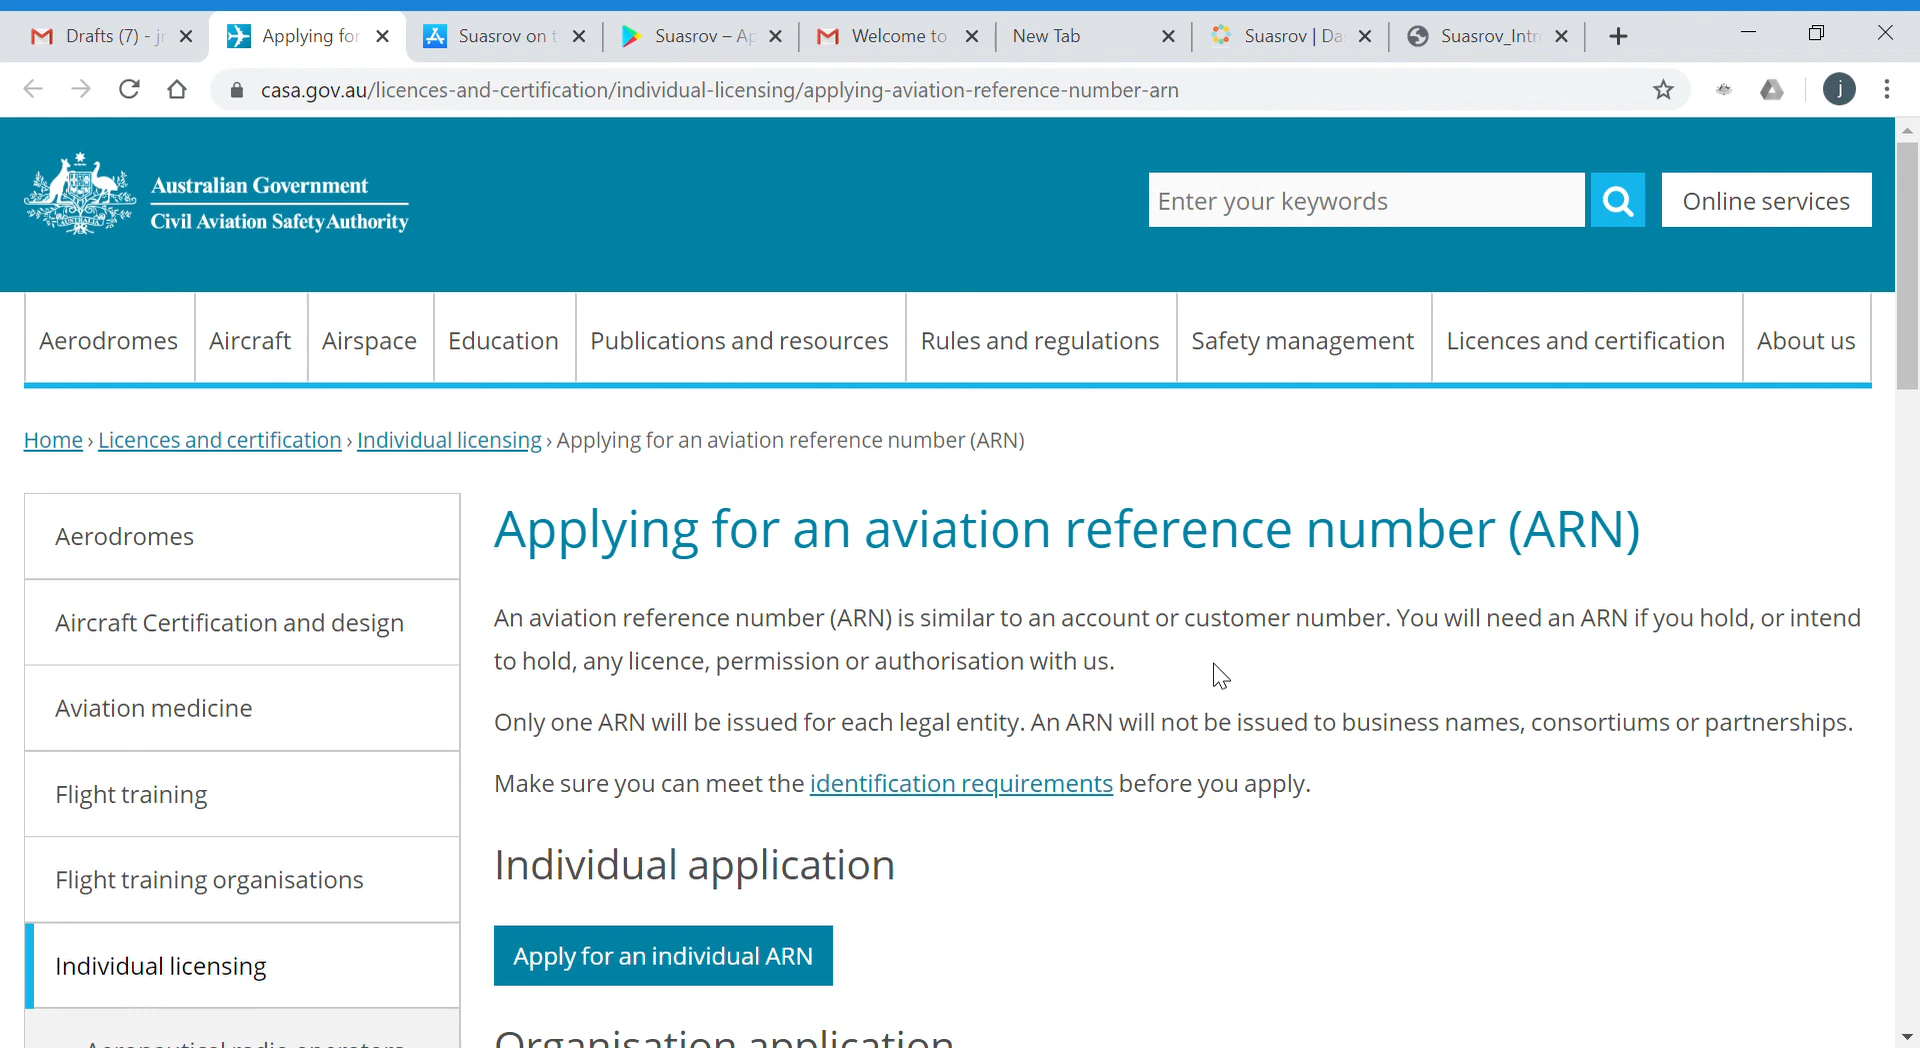 Drafts (7) - j
Applying for
Suasrov on t
Suasrov – Ap
Welcome to
New Tab
Suasrov | Da
Suasrov_Intr
casa.gov.au/licences-and-certification/individual-licensing/applying-aviation-reference-number-arn
j
Australian Government
Civil Aviation Safety Authority
Enter your keywords
Online services
Aerodromes
Aircraft
Airspace
Education
Publications and resources
Rules and regulations
Safety management
Licences and certification
About us
Home › Licences and certification › Individual licensing › Applying for an aviation reference number (ARN)
Aerodromes
Aircraft Certification and design
Aviation medicine
Flight training
Flight training organisations
Individual licensing
Aeronautical radio operators
Applying for an aviation reference number (ARN)
An aviation reference number (ARN) is similar to an account or customer number. You will need an ARN if you hold, or intend
to hold, any licence, permission or authorisation with us.
Only one ARN will be issued for each legal entity. An ARN will not be issued to business names, consortiums or partnerships.
Make sure you can meet the identification requirements before you apply.
Individual application
Apply for an individual ARN
Organisation application